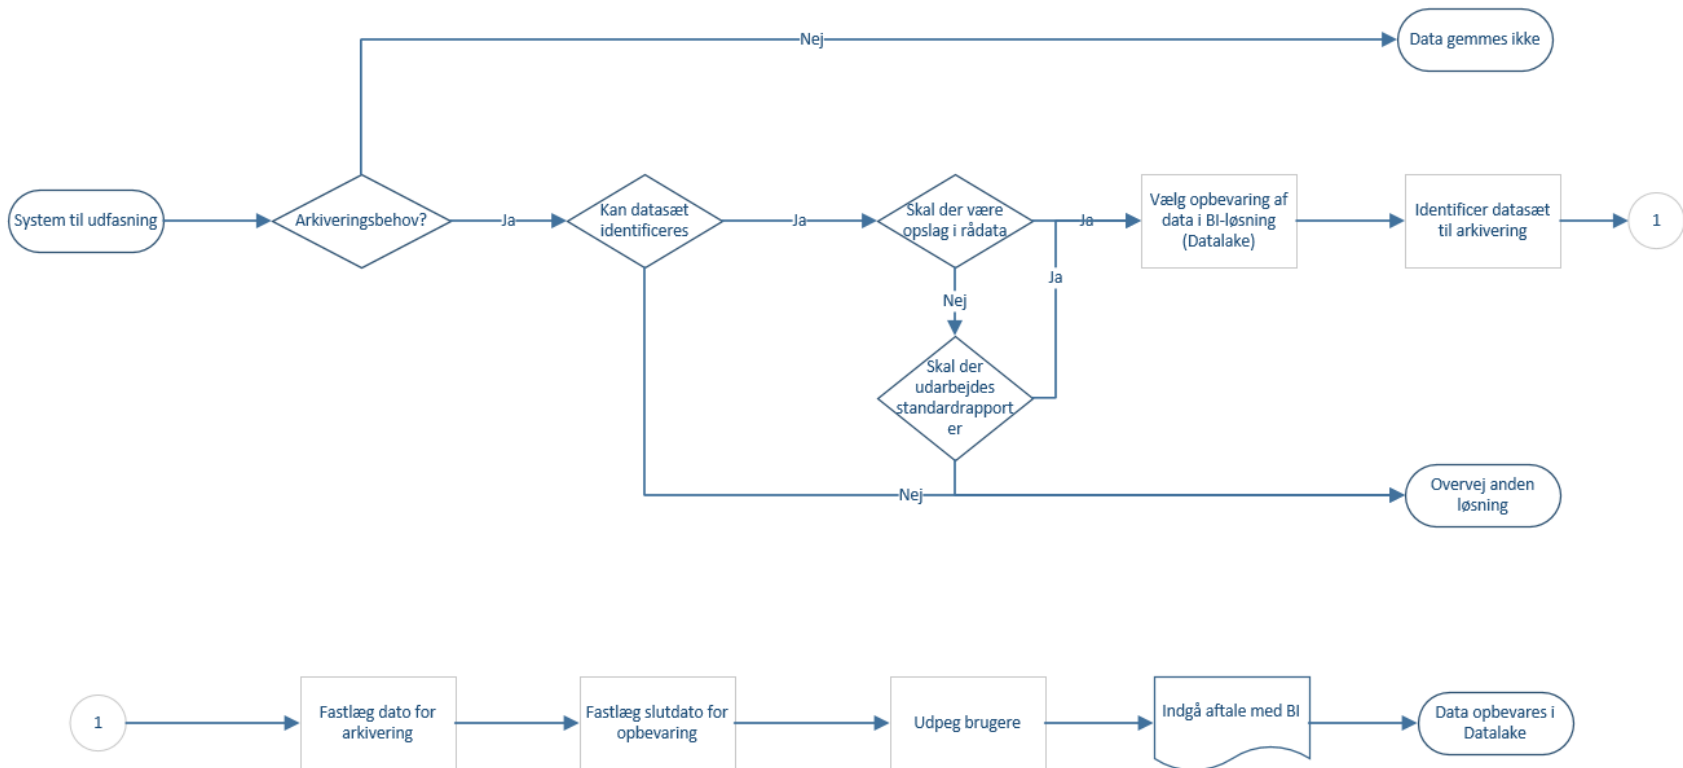 Nej
Data gemmes ikke
System til udfasning
Arkiveringsbehov?
Ja
Kan datasæt
identificeres
Ja
Skal der være
opslag i rådata
Ja
Vælg opbevaring af
data i BI-løsning
(Datalake)
Identificer datasæt
til arkivering
1
Nej
Ja
Skal der
udarbejdes
standardrapport
er
Nej
Overvej anden
løsning
1
Fastlæg dato for
arkivering
Fastlæg slutdato for
opbevaring
Udpeg brugere
Indgå aftale med BI
Data opbevares i
Datalake